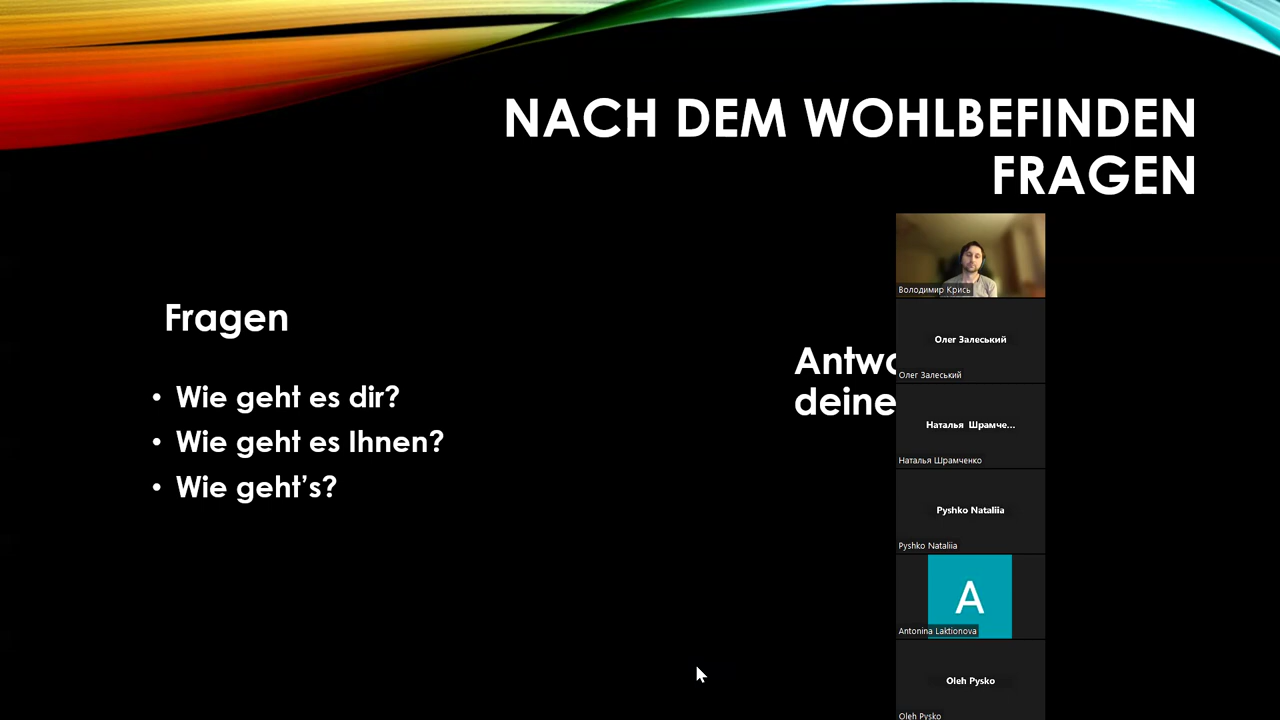 NACH DEM WOHLBEFINDEN
FRAGEN
Fragen
• Wie geht es dir?
• Wie geht es Ihnen?
• Wie geht’s?
deine
Володимир Крись
Олег Залеський
Олег Залеський
Наталья Шрамче...
Наталья Шрамченко
Pyshko Nataliia
Pyshko Nataliia
A
Antonina Laktionova
Oleh Pysko
Oleh Pysko